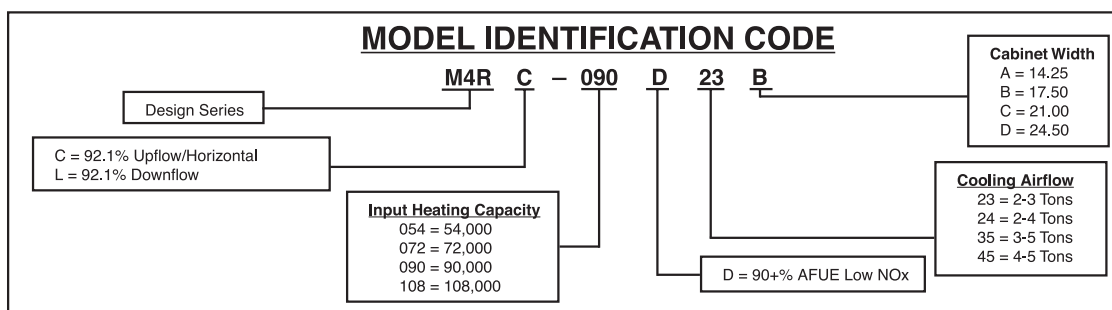 MODEL IDENTIFICATION CODE
M4R C – 090 D 23 B
Design Series
C = 92.1% Upflow/Horizontal
L = 92.1% Downflow
Input Heating Capacity
054 = 54,000
072 = 72,000
090 = 90,000
108 = 108,000
D = 90+% AFUE Low NOx
Cabinet Width
A = 14.25
B = 17.50
C = 21.00
D = 24.50
Cooling Airflow
23 = 2-3 Tons
24 = 2-4 Tons
35 = 3-5 Tons
45 = 4-5 Tons